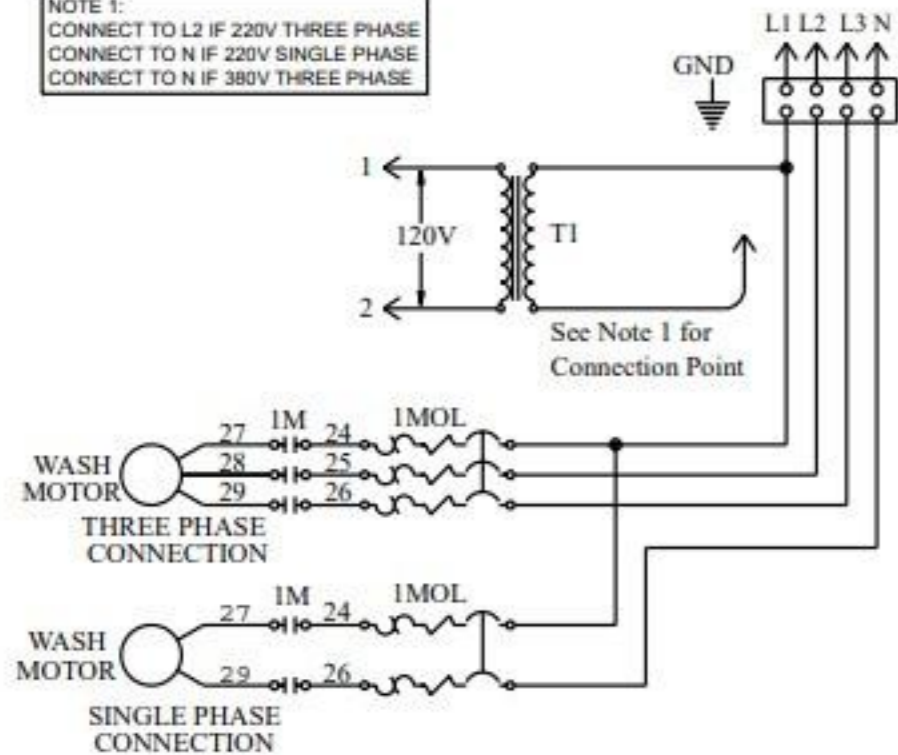 NOTE 1:
CONNECT TO L2 IF 220V THREE PHASE
CONNECT TO N IF 220V SINGLE PHASE
CONNECT TO N IF 380V THREE PHASE
L1 L2 L3 N
GND
1
120V
T1
2
See Note 1 for
Connection Point
1M
1MOL
27
24
28
25
29
26
WASH
MOTOR
THREE PHASE
CONNECTION
1M
1MOL
27
24
29
26
WASH
MOTOR
SINGLE PHASE
CONNECTION